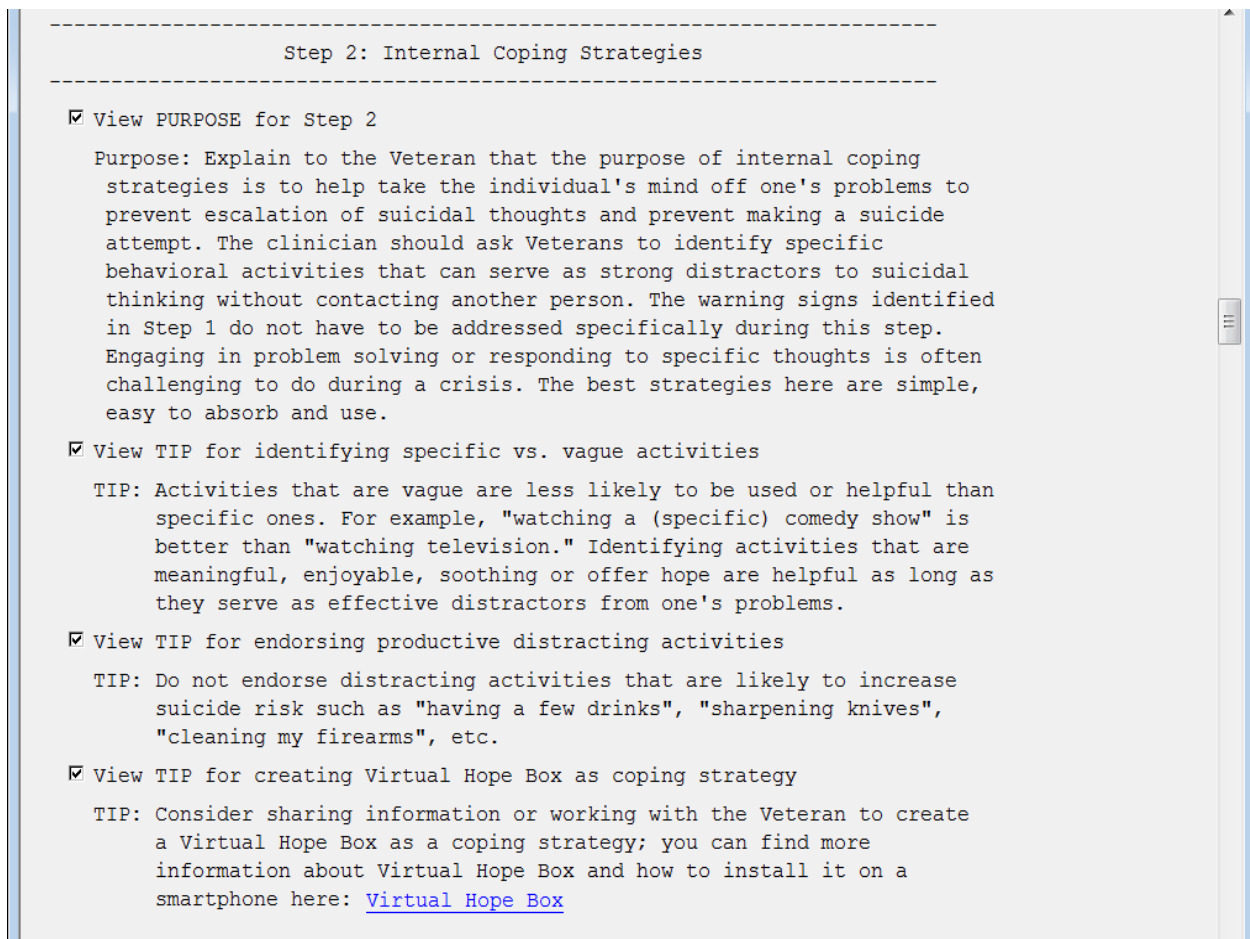 ------------------------------------------------------------------------
Step 2: Internal Coping Strategies
------------------------------------------------------------------------
View PURPOSE for Step 2
Purpose: Explain to the Veteran that the purpose of internal coping
strategies is to help take the individual's mind off one's problems to
prevent escalation of suicidal thoughts and prevent making a suicide
attempt. The clinician should ask Veterans to identify specific
behavioral activities that can serve as strong distractors to suicidal
thinking without contacting another person. The warning signs identified
in Step 1 do not have to be addressed specifically during this step.
Engaging in problem solving or responding to specific thoughts is often
challenging to do during a crisis. The best strategies here are simple,
easy to absorb and use.
View TIP for identifying specific vs. vague activities
TIP: Activities that are vague are less likely to be used or helpful than
specific ones. For example, "watching a (specific) comedy show" is
better than "watching television." Identifying activities that are
meaningful, enjoyable, soothing or offer hope are helpful as long as
they serve as effective distractors from one's problems.
View TIP for endorsing productive distracting activities
TIP: Do not endorse distracting activities that are likely to increase
suicide risk such as "having a few drinks", "sharpening knives",
"cleaning my firearms", etc.
View TIP for creating Virtual Hope Box as coping strategy
TIP: Consider sharing information or working with the Veteran to create
a Virtual Hope Box as a coping strategy; you can find more
information about Virtual Hope Box and how to install it on a
smartphone here: Virtual Hope Box